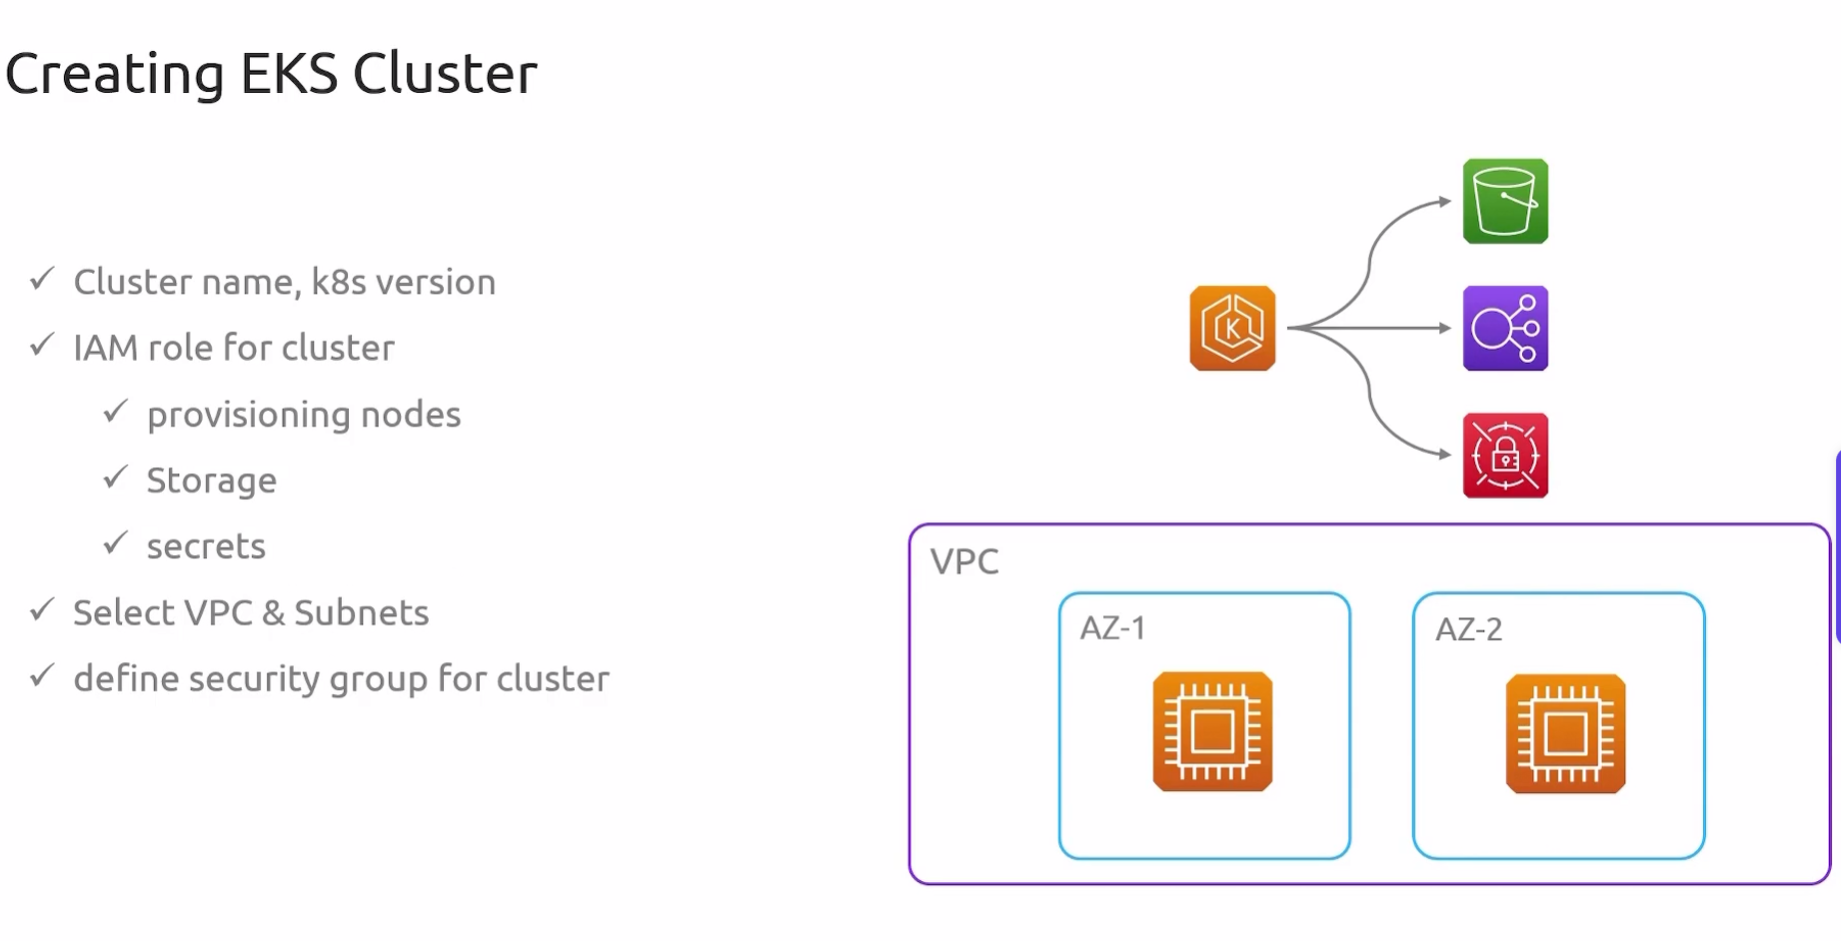 Creating EKS Cluster
✓ Cluster name, k8s version
✓ IAM role for cluster
✓ provisioning nodes
✓ Storage
✓ secrets
✓ Select VPC & Subnets
✓ define security group for cluster
K
VPC
AZ-1
AZ-2